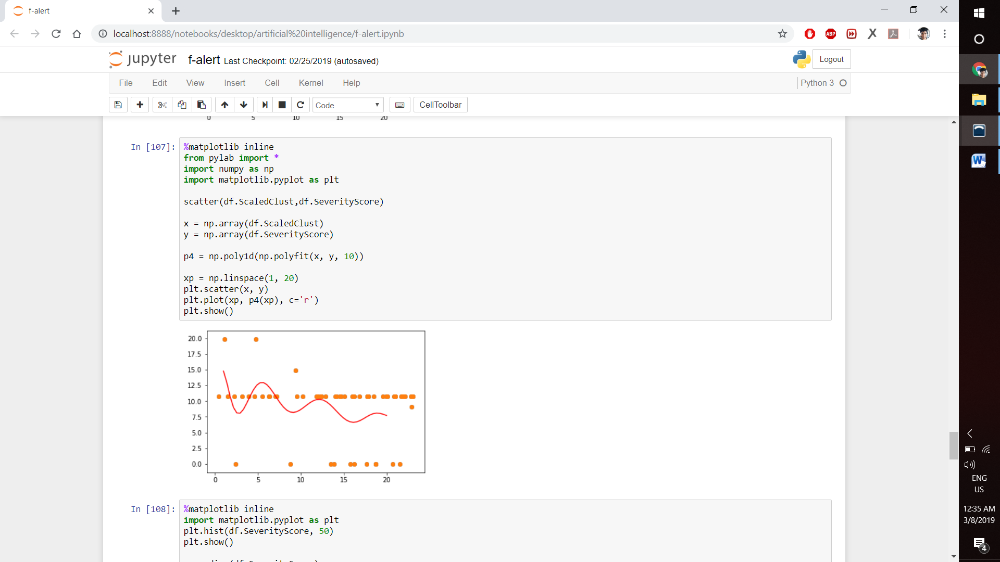 f-alert
localhost:8888/notebooks/desktop/artificial%20intelligence/f-alert.ipynb
ABP
jupyter f-alert Last Checkpoint: 02/25/2019 (autosaved)
Logout
File Edit View Insert Cell Kernel Help
Python 3
Code
CellToolbar
0 5 10 15 20
In [107]:
%matplotlib inline
from pylab import *
import numpy as np
import matplotlib.pyplot as plt
scatter(df.ScaledClust,df.SeverityScore)
x = np.array(df.ScaledClust)
y = np.array(df.SeverityScore)
p4 = np.poly1d(np.polyfit(x, y, 10))
xp = np.linspace(1, 20)
plt.scatter(x, y)
plt.plot(xp, p4(xp), c='r')
plt.show()
20.0
17.5
15.0
12.5
10.0
7.5
5.0
2.5
0.0
0 5 10 15 20
In [108]:
%matplotlib inline
import matplotlib.pyplot as plt
plt.hist(df.SeverityScore, 50)
plt.show()
W
ENG
US
12:35 AM
3/8/2019
4